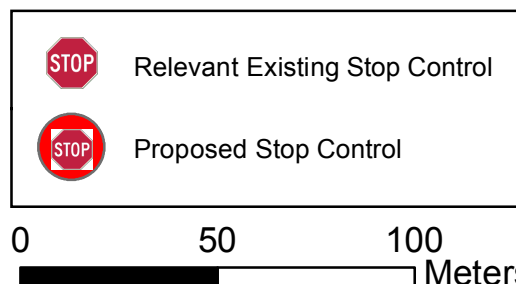 STOP Relevant Existing Stop Control
STOP Proposed Stop Control
0 50 100
Meters